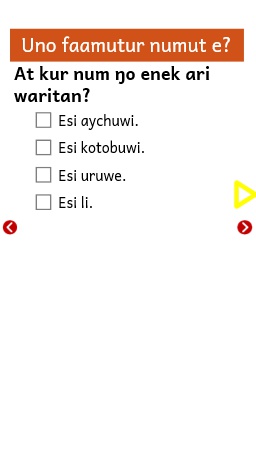 Uno faamutur numut e?
At kur num ŋo enek ari
waritan?
Esi aychuwi.
Esi kotobuwi.
Esi uruwe.
Esi li.